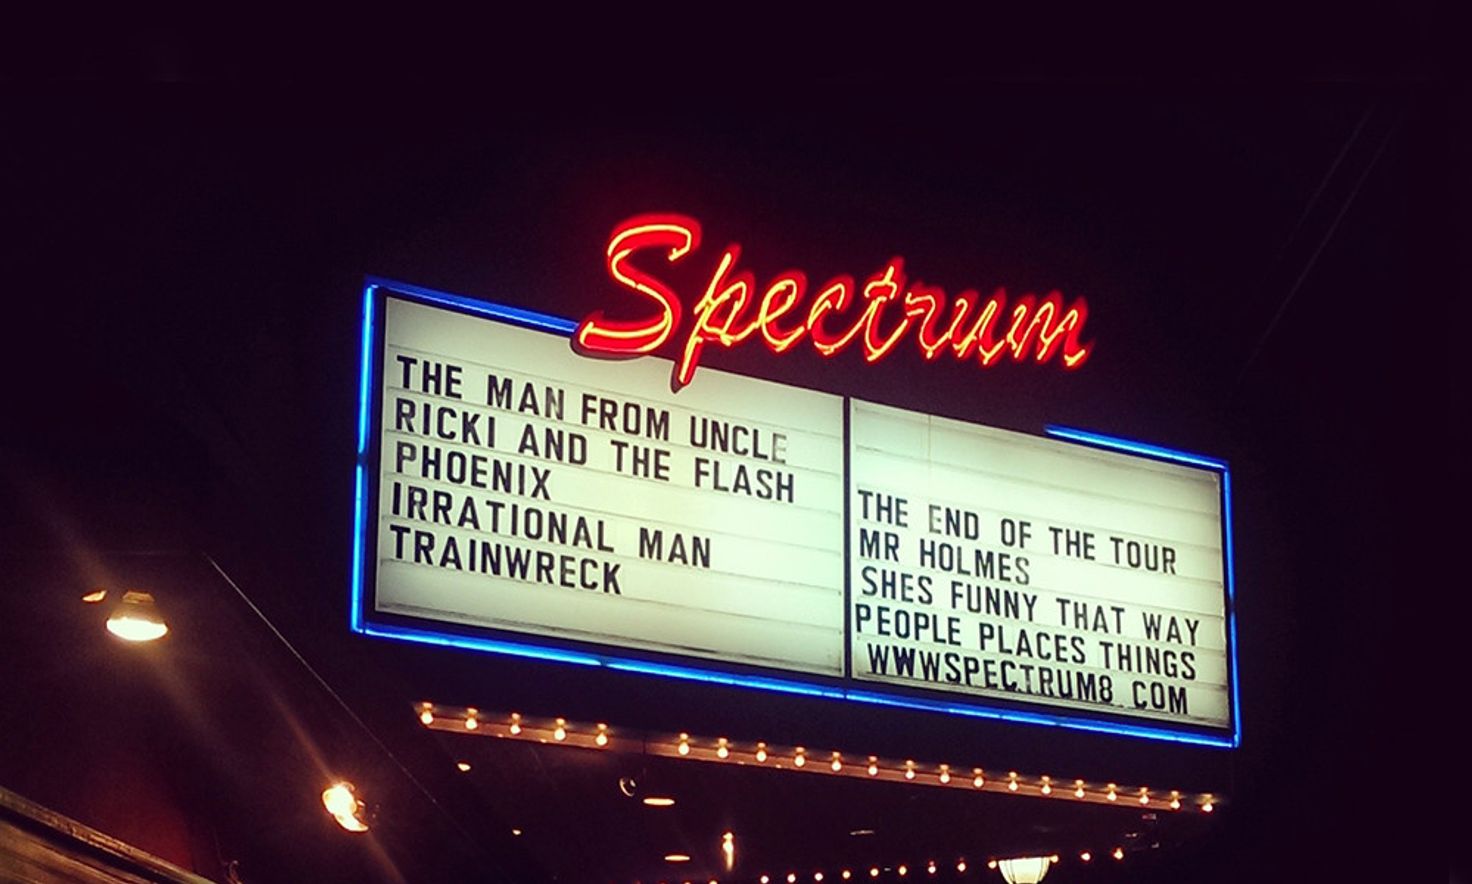 Spectrum
THE MAN FROM UNCLE
RICKI AND THE FLASH
PHOENIX
IRRATIONAL MAN
TRAINWRECK
THE END OF THE TOUR
MR HOLMES
SHES FUNNY THAT WAY
PEOPLE PLACES THINGS
WWWSPECTRUM8 COM